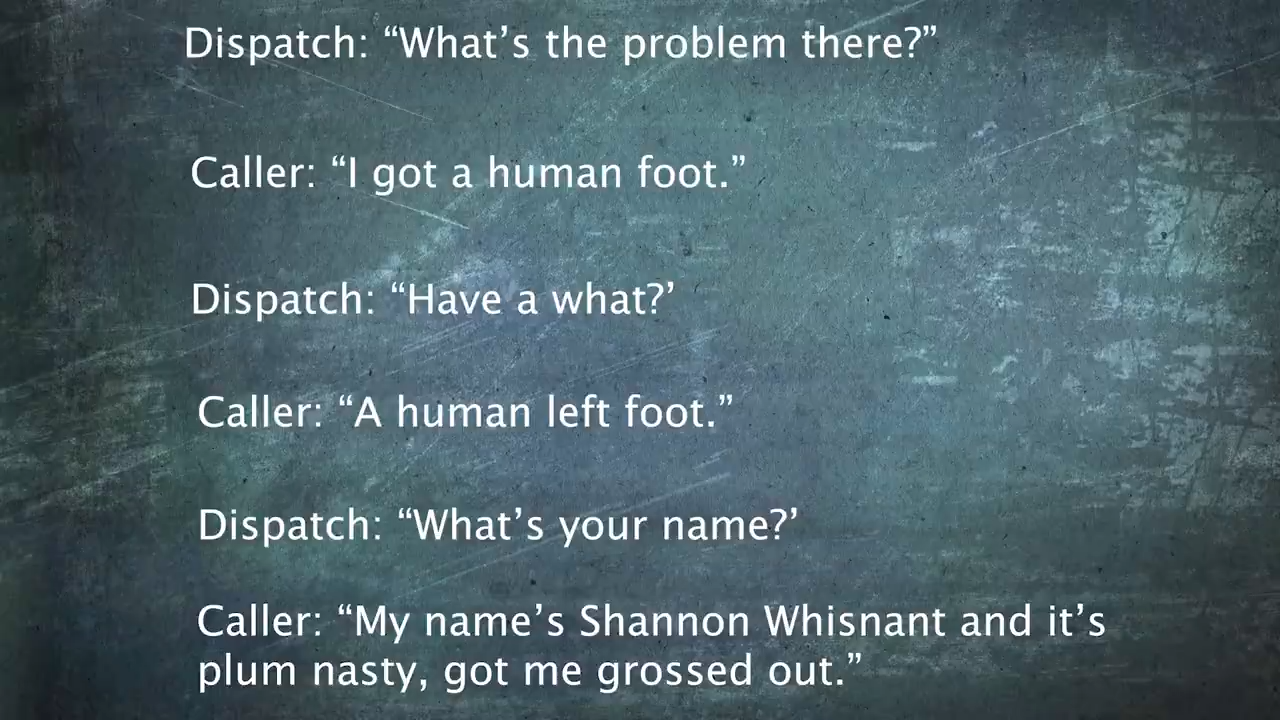 Dispatch: “What’s the problem there?”
Caller: “I got a human foot.”
Dispatch: “Have a what?’
Caller: “A human left foot.”
Dispatch: “What’s your name?’
Caller: “My name’s Shannon Whisnant and it’s
plum nasty, got me grossed out.”